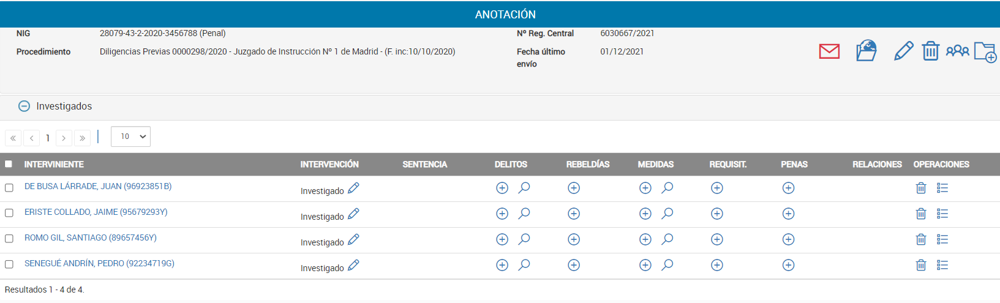 ANOTACIÓN
NIG 28079-43-2-2020-3456788 (Penal) Nº Reg. Central 6030667/2021
Procedimiento Diligencias Previas 0000298/2020 - Juzgado de Instrucción Nº 1 de Madrid - (F. inc:10/10/2020) Fecha último envío 01/12/2021
Investigados
1 10
INTERVINIENTE INTERVENCIÓN SENTENCIA DELITOS REBELDÍAS MEDIDAS REQUISIT. PENAS RELACIONES OPERACIONES
DE BUSA LÁRRADE, JUAN (96923851B) Investigado
ERISTE COLLADO, JAIME (95679293Y) Investigado
ROMO GIL, SANTIAGO (89657456Y) Investigado
SENEGUÉ ANDRÍN, PEDRO (92234719G) Investigado
Resultados 1 - 4 de 4.